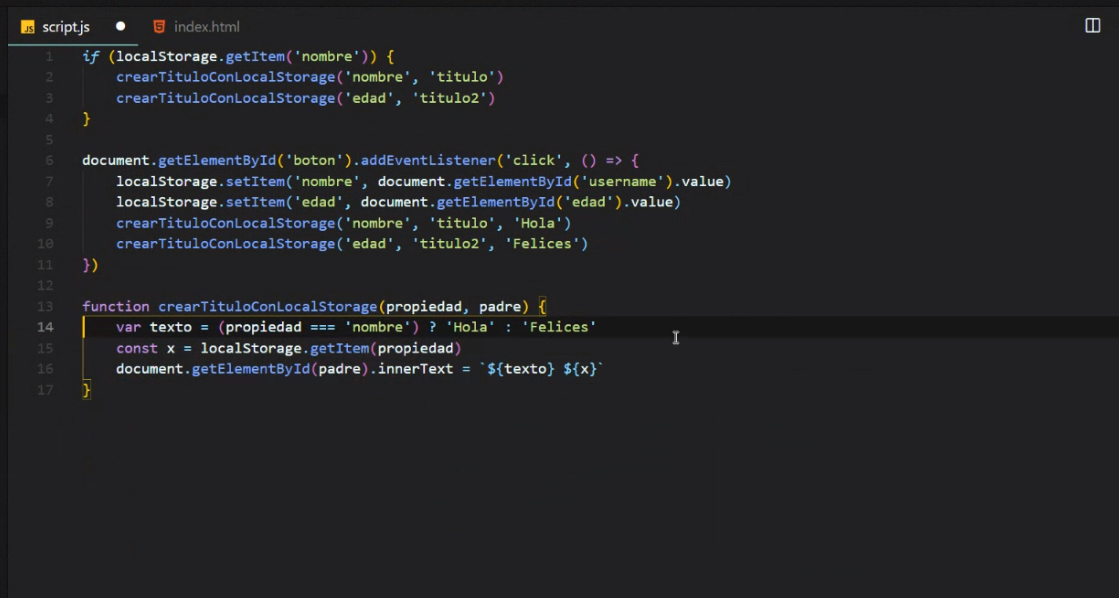 JS script.js ● 5 index.html
1 if (localStorage.getItem('nombre')) {
2     crearTituloConLocalStorage('nombre', 'titulo')
3     crearTituloConLocalStorage('edad', 'titulo2')
4 }
5
6 document.getElementById('boton').addEventListener('click', () => {
7     localStorage.setItem('nombre', document.getElementById('username').value)
8     localStorage.setItem('edad', document.getElementById('edad').value)
9     crearTituloConLocalStorage('nombre', 'titulo', 'Hola')
10     crearTituloConLocalStorage('edad', 'titulo2', 'Felices')
11 })
12
13 function crearTituloConLocalStorage(propiedad, padre) {
14     var texto = (propiedad === 'nombre') ? 'Hola' : 'Felices'
15     const x = localStorage.getItem(propiedad)
16     document.getElementById(padre).innerText = `${texto} ${x}`
17 }